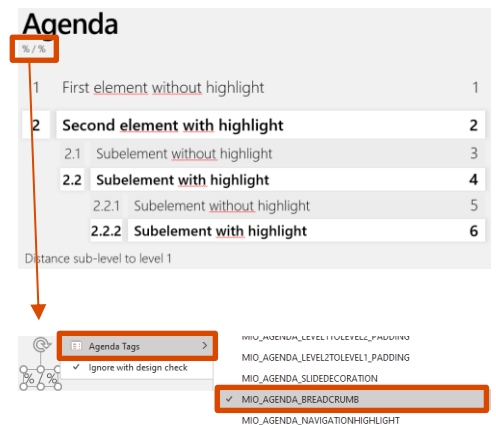 Agenda
% / %
1 First element without highlight 1
2 Second element with highlight 2
2.1 Subelement without highlight 3
2.2 Subelement with highlight 4
2.2.1 Subelement without highlight 5
2.2.2 Subelement with highlight 6
Distance sub-level to level 1
MIO_AGENDA_LEVEL1TOLEVEL2_PADDING
Agenda Tags >
MIO_AGENDA_LEVEL2TOLEVEL1_PADDING
✓ Ignore with design check
% / %
MIO_AGENDA_SLIDEDECORATION
✓ MIO_AGENDA_BREADCRUMB
MIO_AGENDA_NAVIGATIONHIGHLIGHT